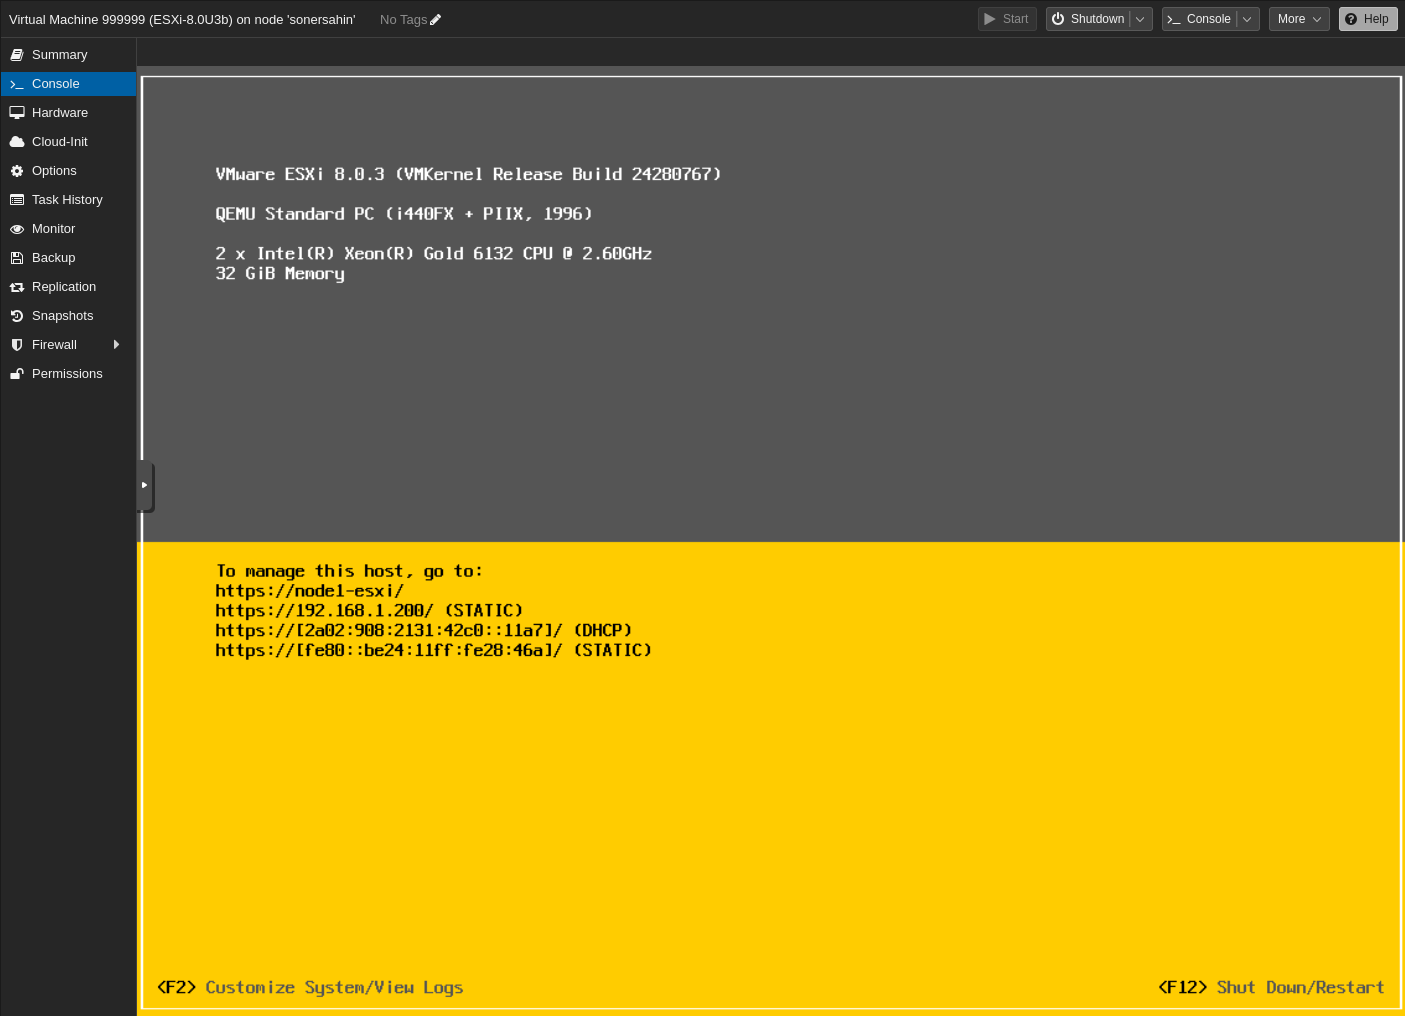 Virtual Machine 999999 (ESXi-8.0U3b) on node 'sonersahin' No Tags Start Shutdown Console More Help
Summary
Console
Hardware
Cloud-Init
Options
Task History
Monitor
Backup
Replication
Snapshots
Firewall
Permissions
VMware ESXi 8.0.3 (VMKernel Release Build 24280767)
QEMU Standard PC (i440FX + PIIX, 1996)
2 x Intel(R) Xeon(R) Gold 6132 CPU @ 2.60GHz
32 GiB Memory
To manage this host, go to:
https://node1-esxi/
https://192.168.1.200/ (STATIC)
https://[2a02:908:2131:42c0::11a7]/ (DHCP)
https://[fe80::be24:11ff:fe28:46a]/ (STATIC)
<F2> Customize System/View Logs <F12> Shut Down/Restart